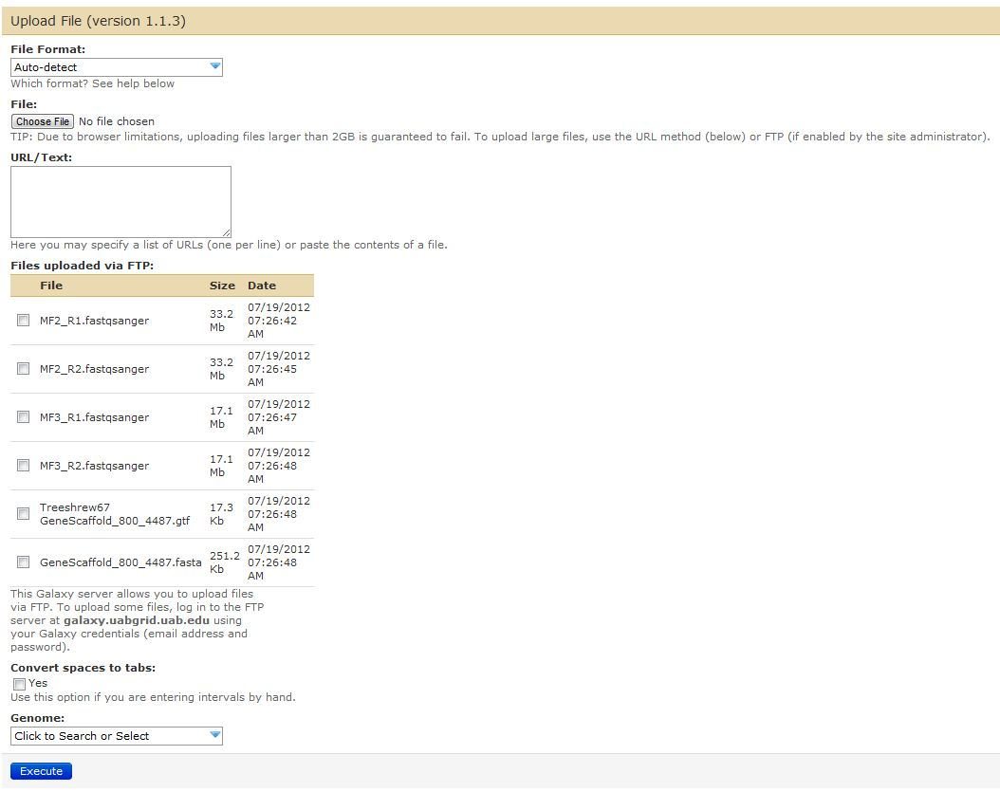 Upload File (version 1.1.3)
File Format:
Auto-detect
Which format? See help below
File:
Choose File No file chosen
TIP: Due to browser limitations, uploading files larger than 2GB is guaranteed to fail. To upload large files, use the URL method (below) or FTP (if enabled by the site administrator).
URL/Text:
Here you may specify a list of URLs (one per line) or paste the contents of a file.
Files uploaded via FTP:
File Size Date
MF2_R1.fastqsanger 33.2 Mb 07/19/2012 07:26:42 AM
MF2_R2.fastqsanger 33.2 Mb 07/19/2012 07:26:45 AM
MF3_R1.fastqsanger 17.1 Mb 07/19/2012 07:26:47 AM
MF3_R2.fastqsanger 17.1 Mb 07/19/2012 07:26:48 AM
Treeshrew67 GeneScaffold_800_4487.gtf 17.3 Kb 07/19/2012 07:26:48 AM
GeneScaffold_800_4487.fasta 251.2 Kb 07/19/2012 07:26:48 AM
This Galaxy server allows you to upload files
via FTP. To upload some files, log in to the FTP
server at galaxy.uabgrid.uab.edu using
your Galaxy credentials (email address and
password).
Convert spaces to tabs:
Yes
Use this option if you are entering intervals by hand.
Genome:
Click to Search or Select
Execute